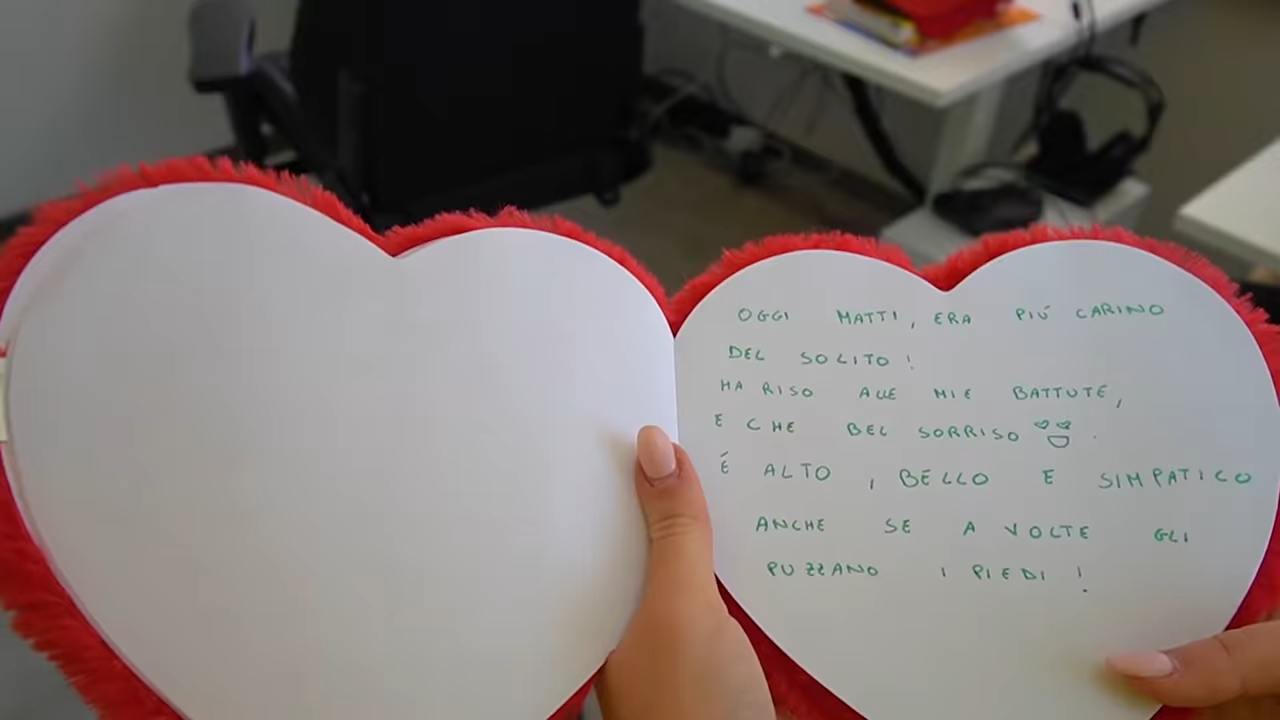 OGGI MATTI, ERA PIÚ CARINO
DEL SOLITO!
HA RISO ALLE MIE BATTUTE,
E CHE BEL SORRISO 😍.
É ALTO, BELLO E SIMPATICO
ANCHE SE A VOLTE GLI
PUZZANO I PIEDI!